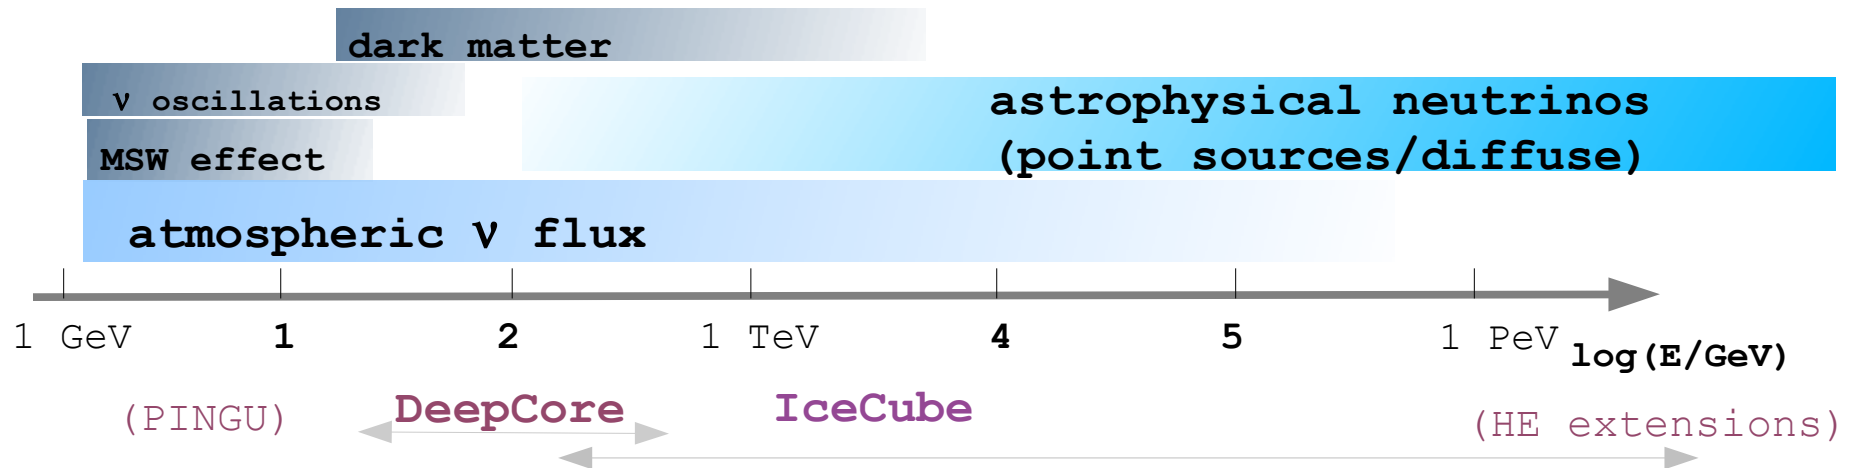 dark matter
ν oscillations
astrophysical neutrinos
(point sources/diffuse)
MSW effect
atmospheric ν flux
1 GeV 1 2 1 TeV 4 5 1 PeV log(E/GeV)
(PINGU) DeepCore IceCube (HE extensions)